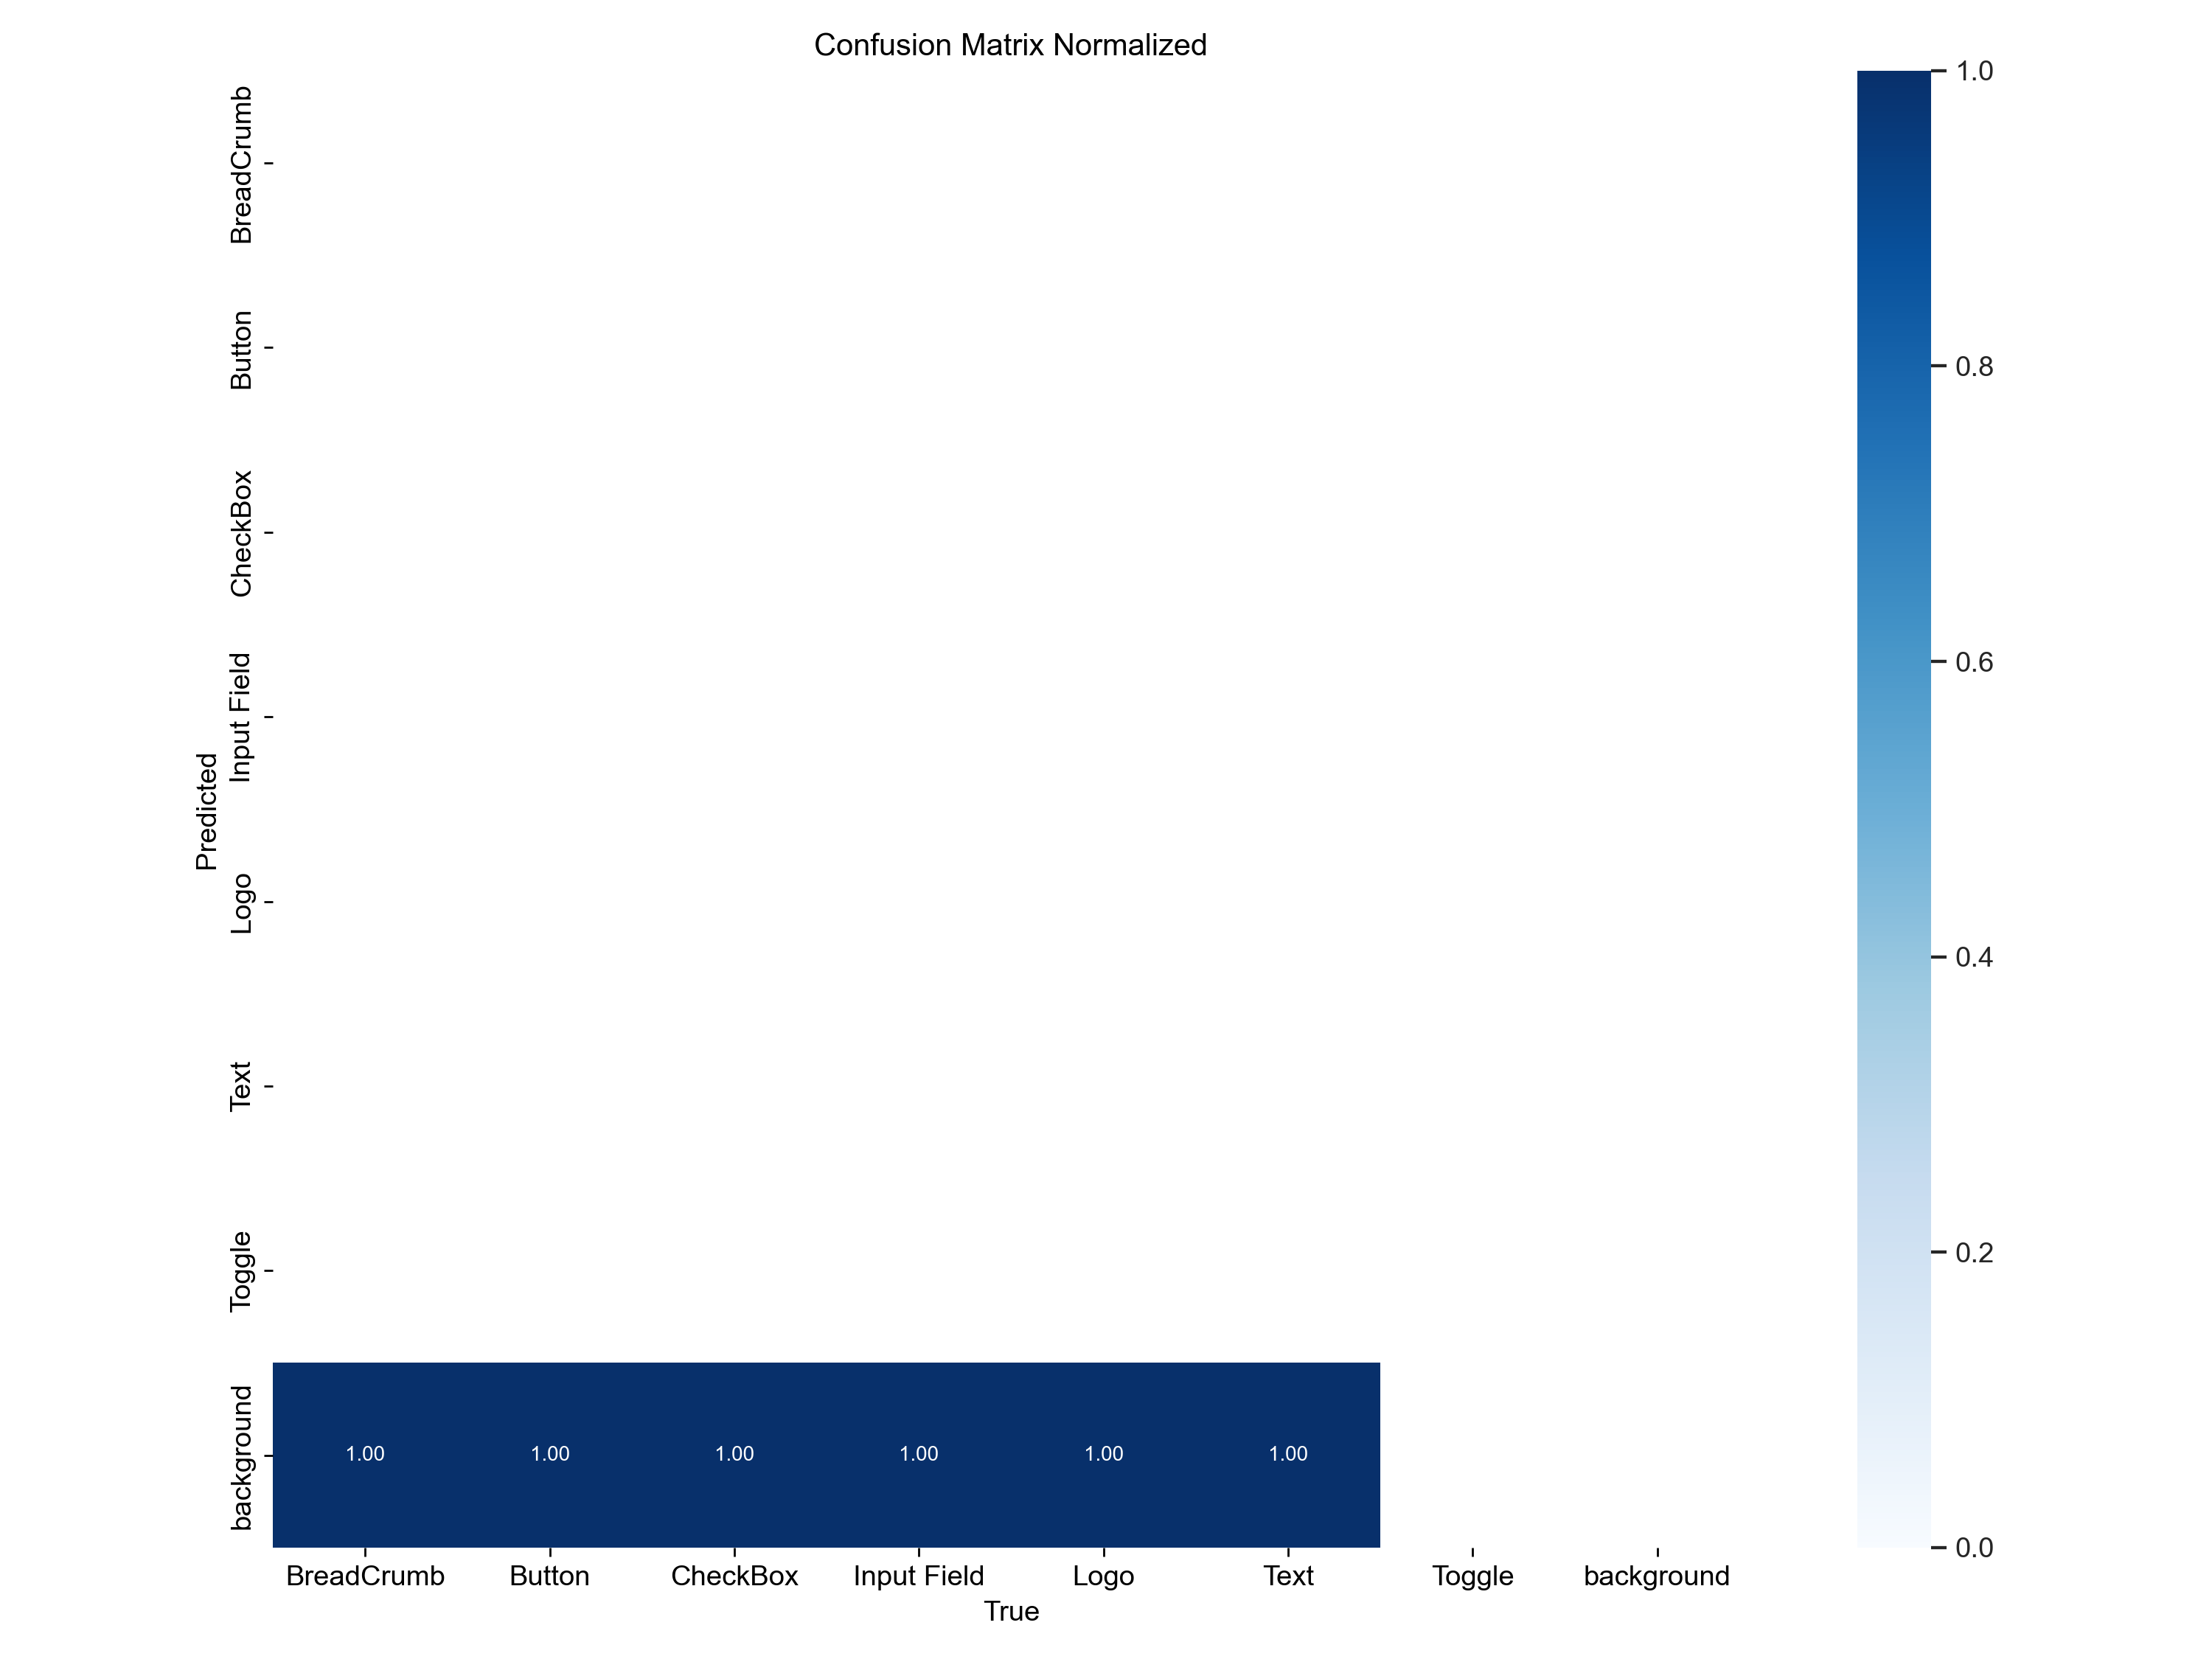 Confusion Matrix Normalized
BreadCrumb
Button
CheckBox
Input Field
Logo
Text
Toggle
background
Predicted
1.00 1.00 1.00 1.00 1.00 1.00
BreadCrumb Button CheckBox Input Field Logo Text Toggle background
True
1.0
0.8
0.6
0.4
0.2
0.0